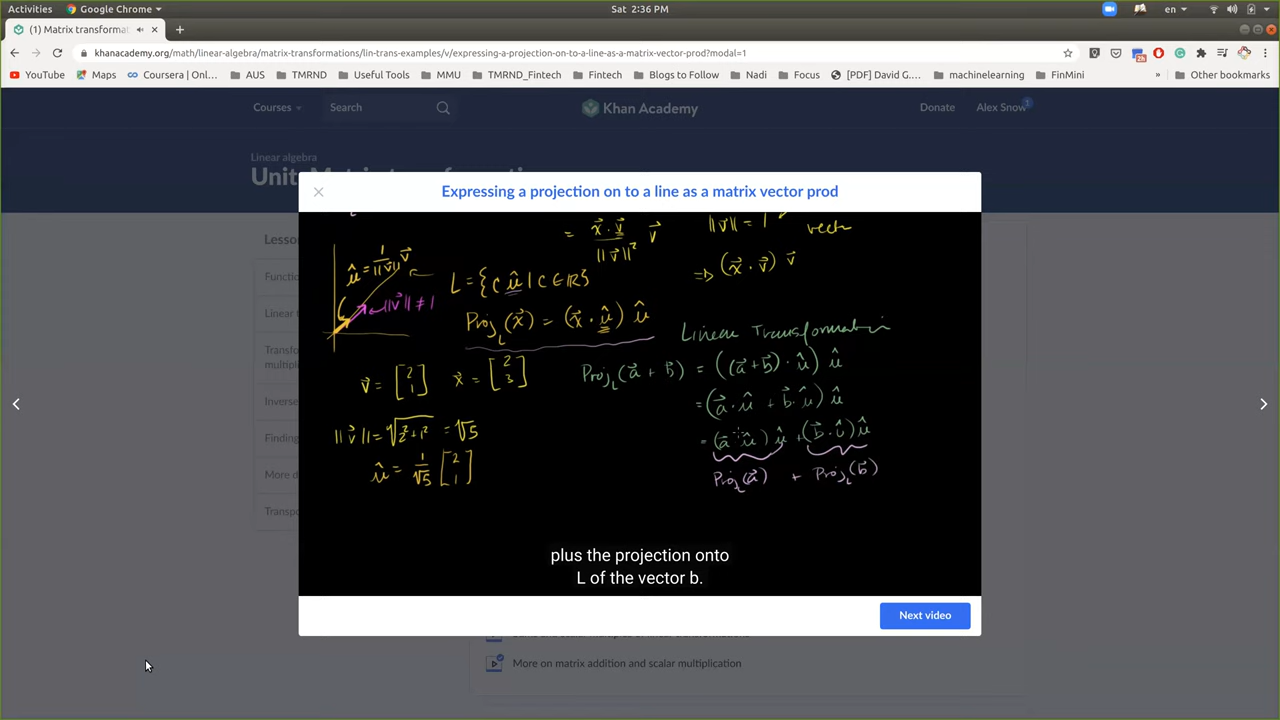 Activities Google Chrome Sat 2:36 PM en
(1) Matrix transformat
khanacademy.org/math/linear-algebra/matrix-transformations/lin-trans-examples/v/expressing-a-projection-on-to-a-line-as-a-matrix-vector-prod?modal=1
YouTube Maps Coursera | Onl... AUS TMRND Useful Tools MMU TMRND_Fintech Fintech Blogs to Follow Nadi Focus [PDF] David G.... machinelearning FinMini » Other bookmarks
Courses Search Khan Academy Donate Alex Snow
Linear algebra
Expressing a projection on to a line as a matrix vector prod
= x⃗ · v⃗ / ||v⃗||² v⃗
||v⃗|| = 1
vector
=> (x⃗ · v⃗) v⃗
û = 1/||v⃗|| v⃗
||v⃗|| ≠ 1
L = {c û | c ∈ ℝ}
Proj_L(x⃗) = (x⃗ · û) û
v⃗ = [2 1] x⃗ = [2 3]
||v⃗|| = √(2²+1²) = √5
û = 1/√5 [2 1]
Linear Transformation
Proj_L(a⃗ + b⃗) = ((a⃗ + b⃗) · û) û
= (a⃗ · û + b⃗ · û) û
= (a⃗ · û) û + (b⃗ · û) û
Proj_L(a⃗) + Proj_L(b⃗)
plus the projection onto
L of the vector b.
Next video
More on matrix addition and scalar multiplication